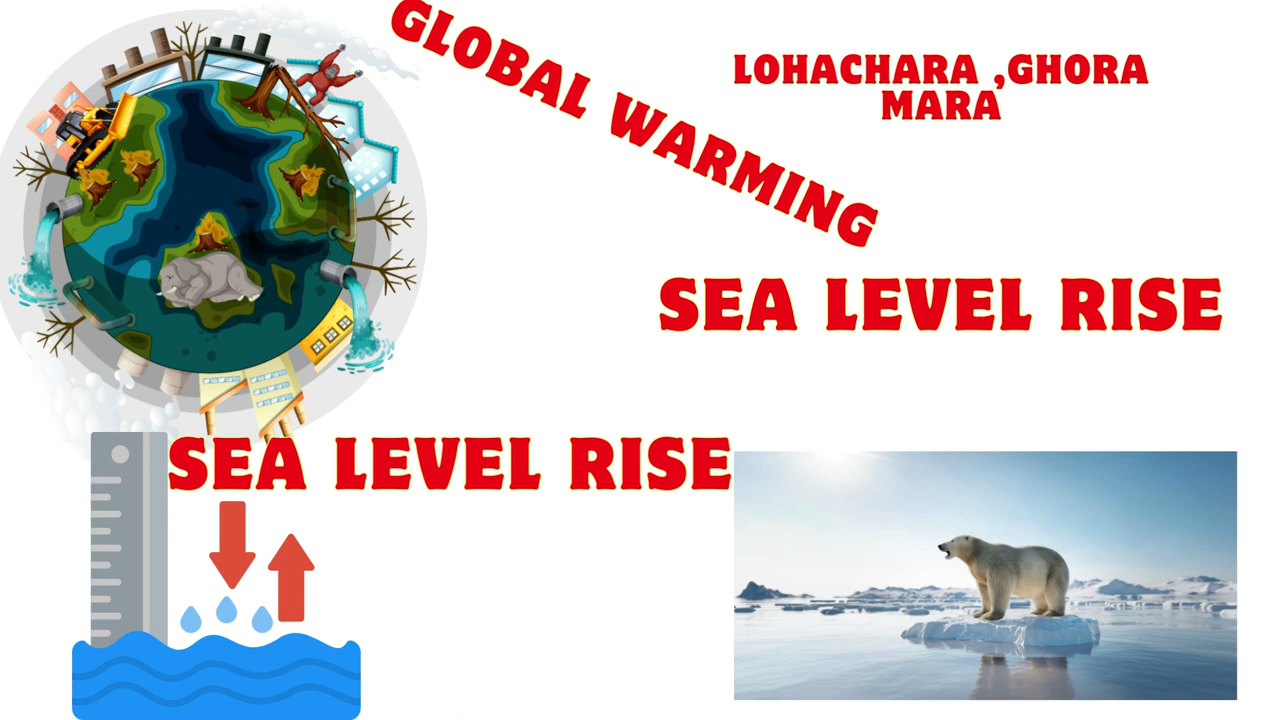 GLOBAL WARMING
LOHACHARA ,GHORA
MARA
SEA LEVEL RISE
SEA LEVEL RISE